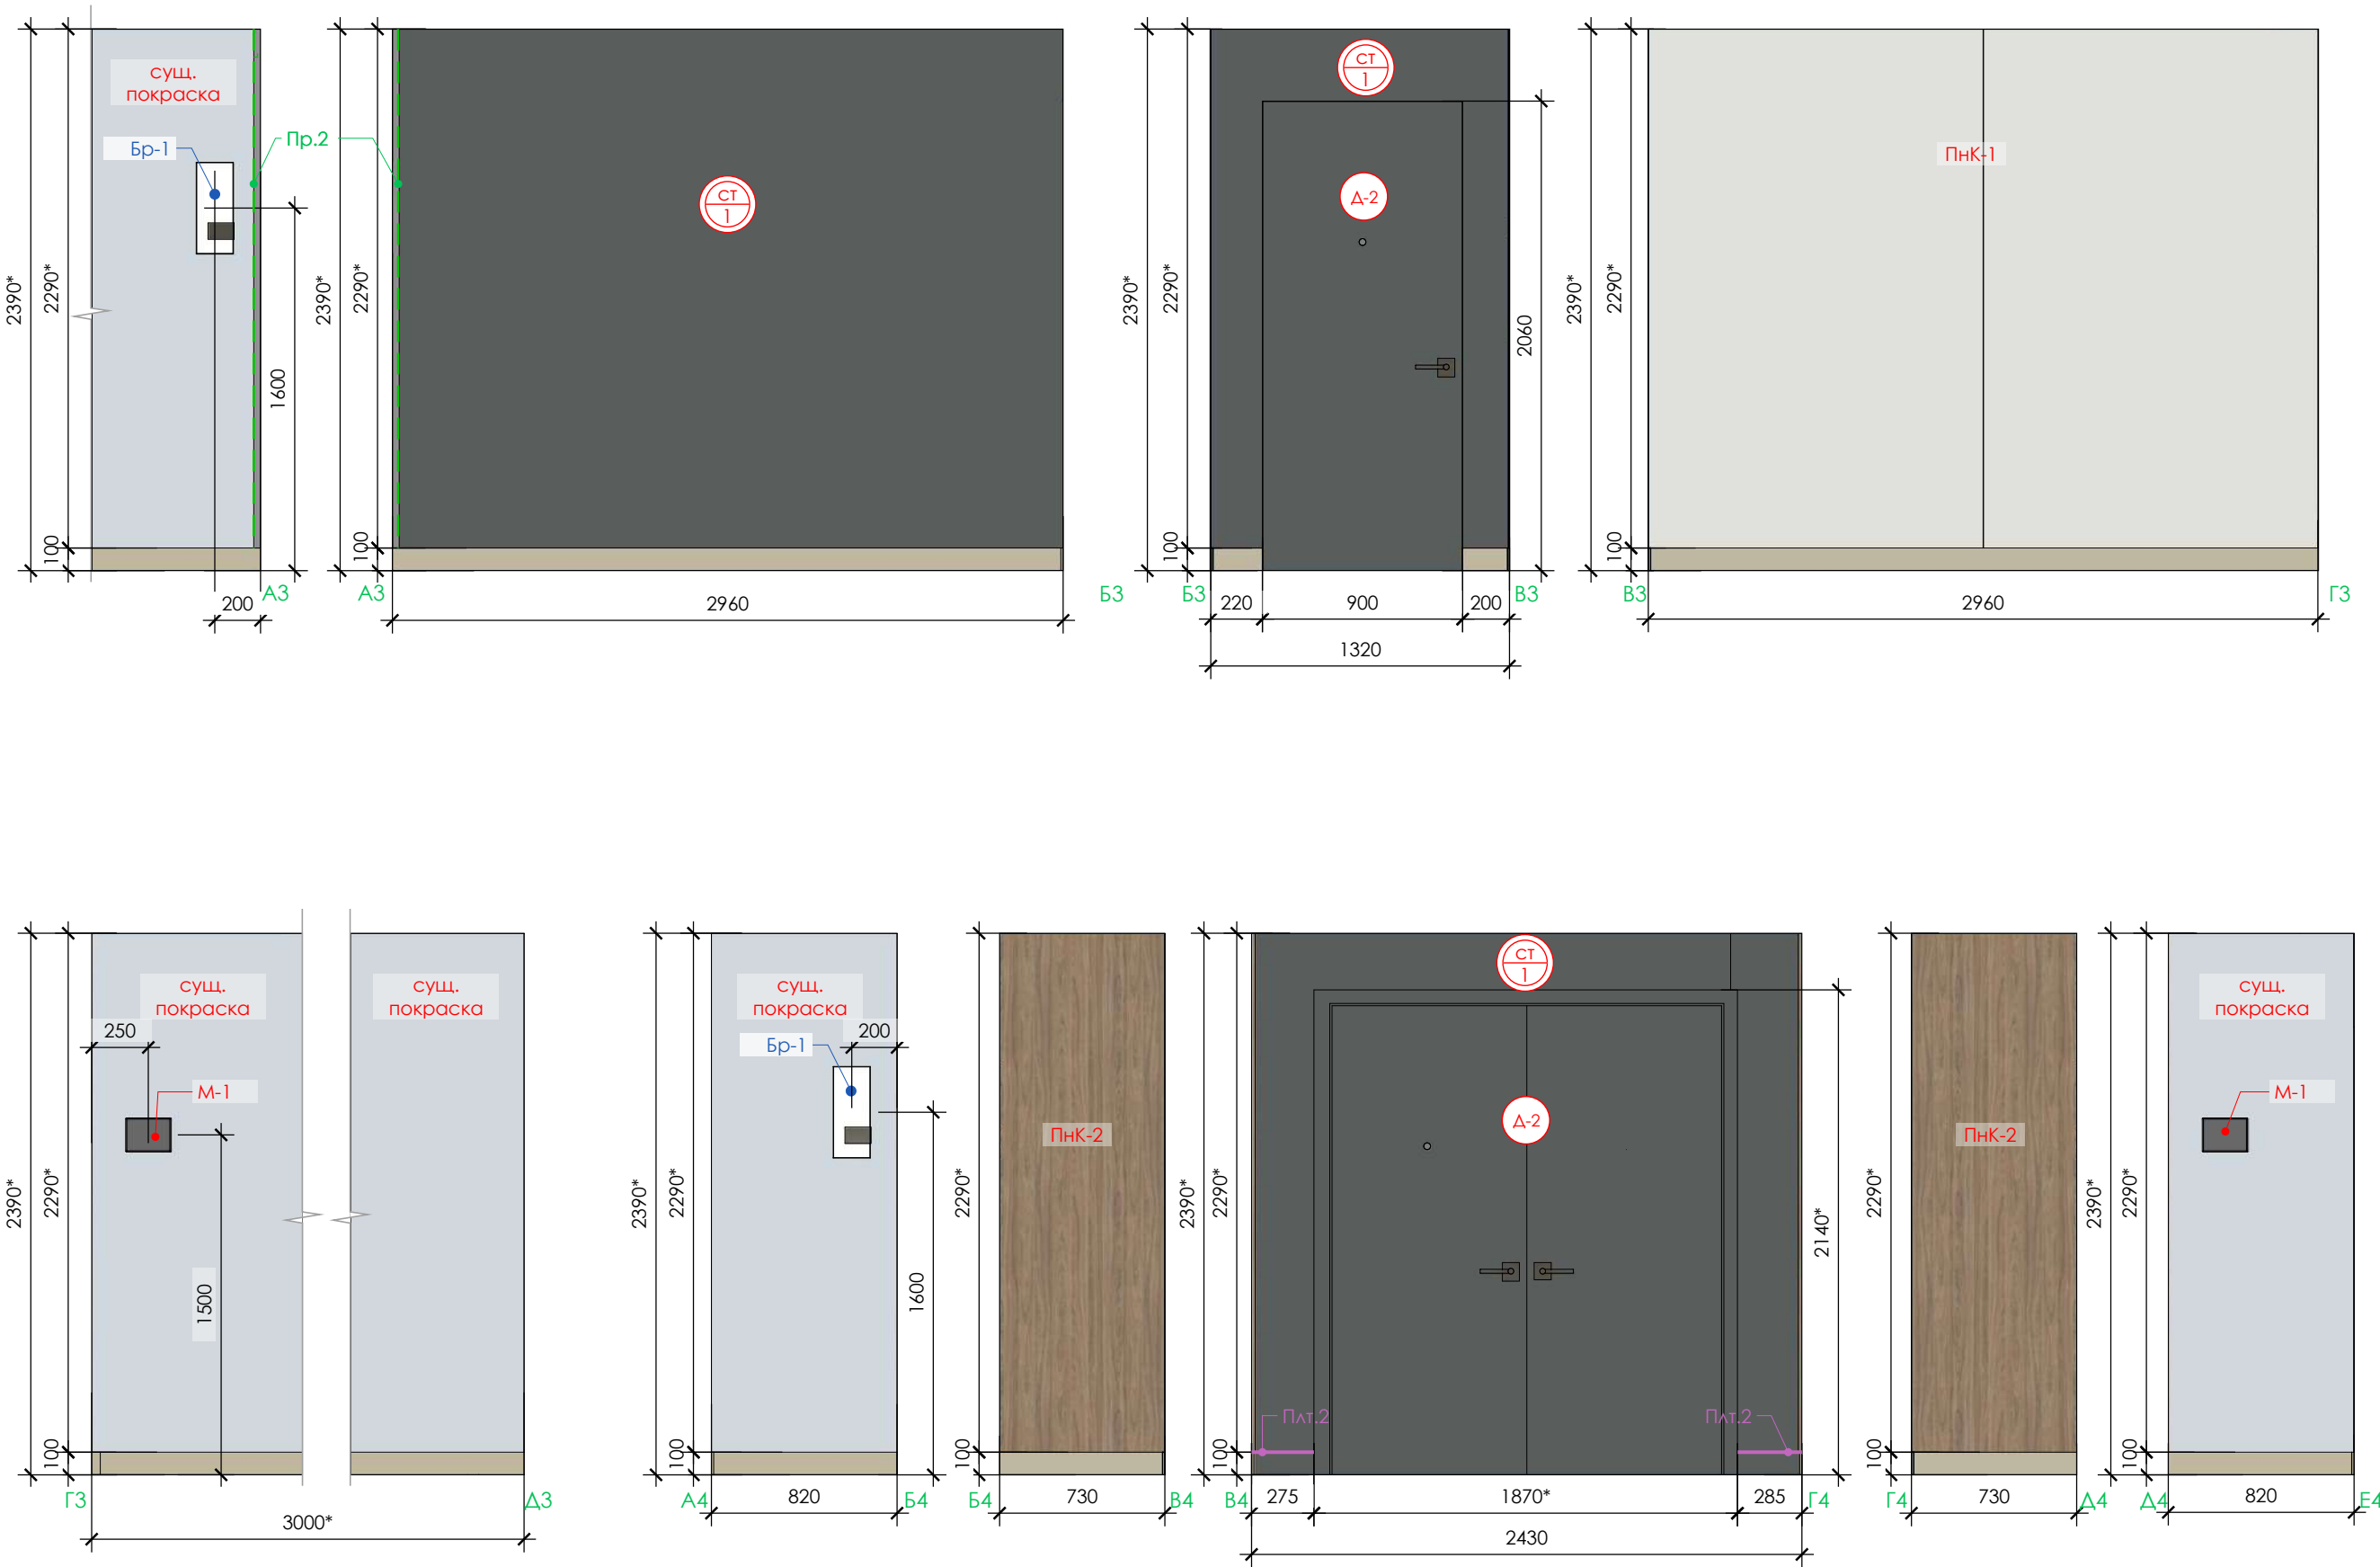 сущ.
покраска
Бр-1
Пр.2
2390*
2290*
100
1600
200
А3
2390*
2290*
100
СТ
1
А3
2960
Б3
2390*
2290*
100
СТ
1
Д-2
2060
Б3
220
900
200
В3
1320
2390*
2290*
100
ПнК-1
В3
2960
Г3
2390*
2290*
100
сущ.
покраска
250
М-1
1500
сущ.
покраска
Г3
Д3
3000*
2390*
2290*
100
сущ.
покраска
200
Бр-1
1600
А4
820
Б4
2290*
100
ПнК-2
Б4
730
В4
2390*
2290*
100
СТ
1
Д-2
2140*
Плт.2
Плт.2
В4
275
1870*
285
Г4
2430
2290*
100
ПнК-2
Г4
730
Д4
2390*
2290*
100
сущ.
покраска
М-1
Д4
820
Е4